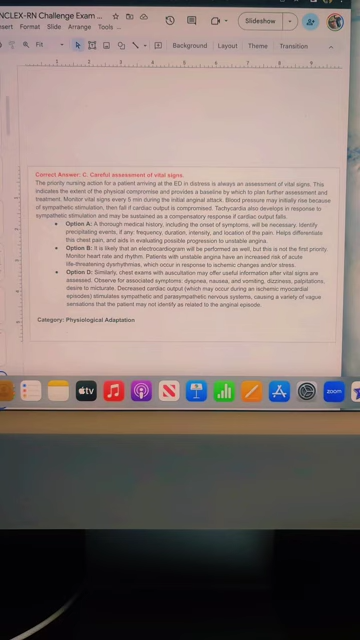 NCLEX-RN Challenge Exam ...
Insert Format Slide Arrange Tools ...
Slideshow
Fit
Background Layout Theme Transition
Correct Answer: C. Careful assessment of vital signs.
The priority nursing action for a patient arriving at the ED in distress is always an assessment of vital signs. This
indicates the extent of the physical compromise and provides a baseline by which to plan further assessment and
treatment. Monitor vital signs every 5 min during the initial anginal attack. Blood pressure may initially rise because
of sympathetic stimulation, then fall if cardiac output is compromised. Tachycardia also develops in response to
sympathetic stimulation and may be sustained as a compensatory response if cardiac output falls.
● Option A: A thorough medical history, including the onset of symptoms, will be necessary. Identify
precipitating events, if any: frequency, duration, intensity, and location of the pain. Helps differentiate
this chest pain, and aids in evaluating possible progression to unstable angina.
● Option B: It is likely that an electrocardiogram will be performed as well, but this is not the first priority.
Monitor heart rate and rhythm. Patients with unstable angina have an increased risk of acute
life-threatening dysrhythmias, which occur in response to ischemic changes and/or stress.
● Option D: Similarly, chest exams with auscultation may offer useful information after vital signs are
assessed. Observe for associated symptoms: dyspnea, nausea, and vomiting, dizziness, palpitations,
desire to micturate. Decreased cardiac output (which may occur during an ischemic myocardial
episodes) stimulates sympathetic and parasympathetic nervous systems, causing a variety of vague
sensations that the patient may not identify as related to the anginal episode.
Category: Physiological Adaptation
tv
zoom